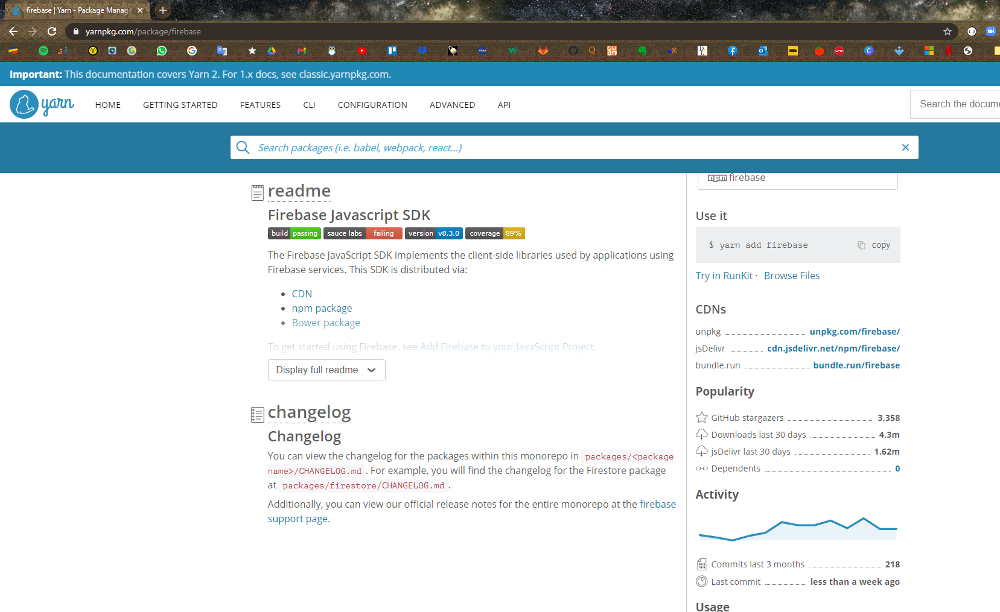 firebase | Yarn - Package Manage
yarnpkg.com/package/firebase
Important: This documentation covers Yarn 2. For 1.x docs, see classic.yarnpkg.com.
yarn
HOME
GETTING STARTED
FEATURES
CLI
CONFIGURATION
ADVANCED
API
Search the docume
Search packages (i.e. babel, webpack, react...)
readme
Firebase Javascript SDK
build passing
sauce labs failing
version v8.3.0
coverage 89%
The Firebase JavaScript SDK implements the client-side libraries used by applications using
Firebase services. This SDK is distributed via:
CDN
npm package
Bower package
To get started using Firebase, see Add Firebase to your JavaScript Project.
Display full readme
changelog
Changelog
You can view the changelog for the packages within this monorepo in packages/<package
name>/CHANGELOG.md . For example, you will find the changelog for the Firestore package
at packages/firestore/CHANGELOG.md .
Additionally, you can view our official release notes for the entire monorepo at the firebase
support page.
npm firebase
Use it
$ yarn add firebase
copy
Try in RunKit · Browse Files
CDNs
unpkg unpkg.com/firebase/
jsDelivr cdn.jsdelivr.net/npm/firebase/
bundle.run bundle.run/firebase
Popularity
GitHub stargazers 3,358
Downloads last 30 days 4.3m
jsDelivr last 30 days 1.62m
Dependents 0
Activity
Commits last 3 months 218
Last commit less than a week ago
Usage